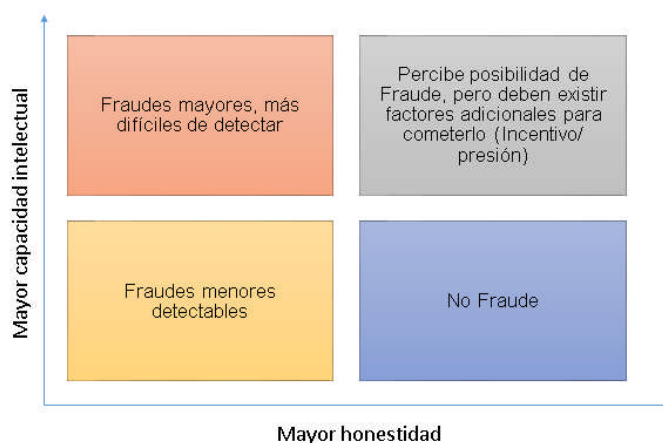 Mayor capacidad intelectual
Fraudes mayores, más
difíciles de detectar
Percibe posibilidad de
Fraude, pero deben existir
factores adicionales para
cometerlo (Incentivo/
presión)
Fraudes menores
detectables
No Fraude
Mayor honestidad